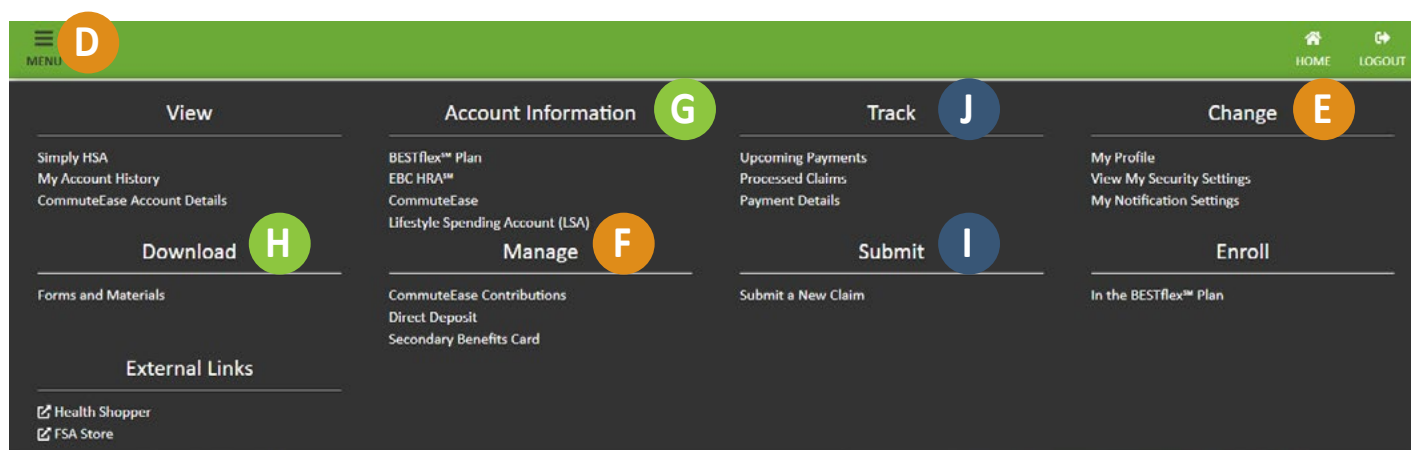 D
MENU
HOME
LOGOUT
View
Account Information
G
Track
J
Change
E
Simply HSA
My Account History
CommuteEase Account Details
BESTflex℠ Plan
EBC HRA℠
CommuteEase
Lifestyle Spending Account (LSA)
Upcoming Payments
Processed Claims
Payment Details
My Profile
View My Security Settings
My Notification Settings
Download
H
Manage
F
Submit
I
Enroll
Forms and Materials
CommuteEase Contributions
Direct Deposit
Secondary Benefits Card
Submit a New Claim
In the BESTflex℠ Plan
External Links
Health Shopper
FSA Store